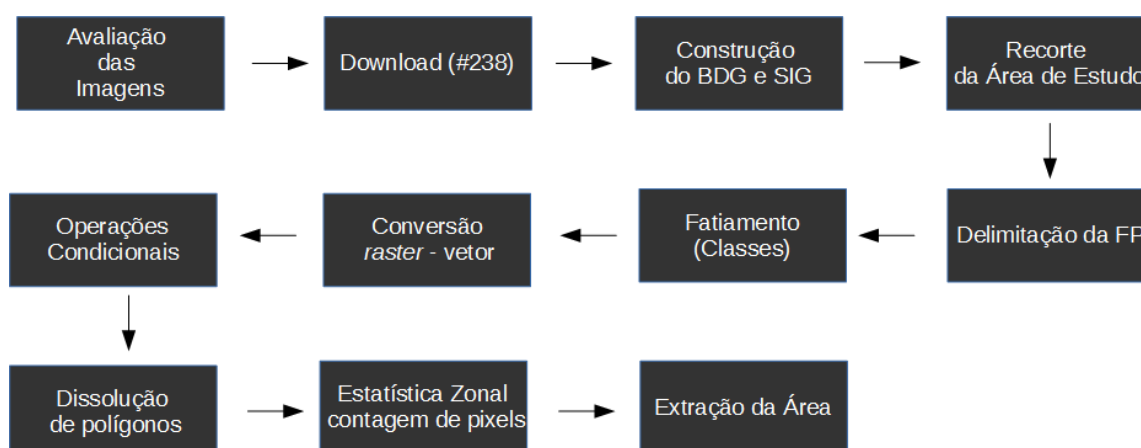 Avaliação
das
Imagens
Download (#238)
Construção
do BDG e SIG
Recorte
da Área de Estudo
Delimitação da FP
Fatiamento
(Classes)
Conversão
raster - vetor
Operações
Condicionais
Dissolução
de polígonos
Estatística Zonal
contagem de pixels
Extração da Área